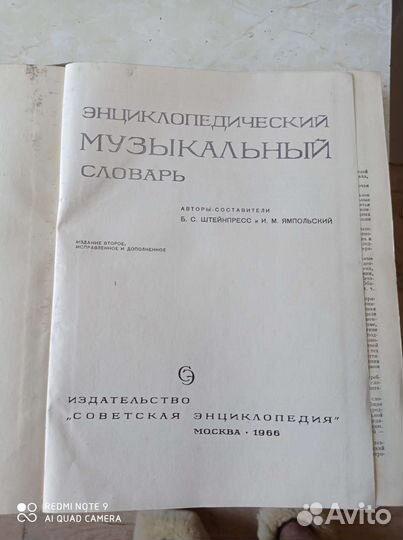 ЭНЦИКЛОПЕДИЧЕСКИЙ
МУЗЫКАЛЬНЫЙ
СЛОВАРЬ
АВТОРЫ-СОСТАВИТЕЛИ
Б. С. ШТЕЙНПРЕСС и И. М. ЯМПОЛЬСКИЙ
ИЗДАНИЕ ВТОРОЕ,
ИСПРАВЛЕННОЕ И ДОПОЛНЕННОЕ
СЭ
ИЗДАТЕЛЬСТВО
„СОВЕТСКАЯ ЭНЦИКЛОПЕДИЯ"
МОСКВА · 1966
REDMI NOTE 9
AI QUAD CAMERA
Avito